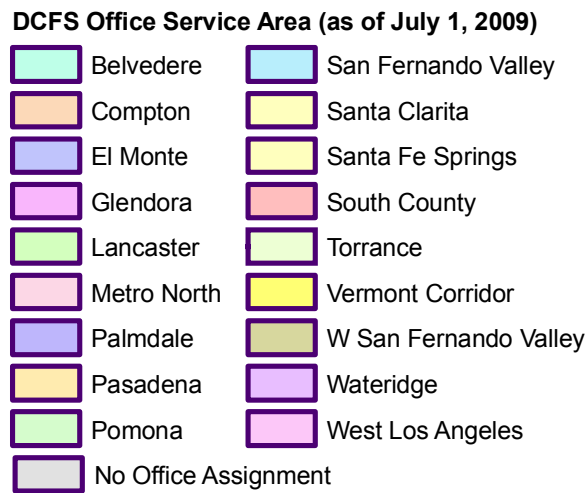 DCFS Office Service Area (as of July 1, 2009)
Belvedere
Compton
El Monte
Glendora
Lancaster
Metro North
Palmdale
Pasadena
Pomona
No Office Assignment
San Fernando Valley
Santa Clarita
Santa Fe Springs
South County
Torrance
Vermont Corridor
W San Fernando Valley
Wateridge
West Los Angeles